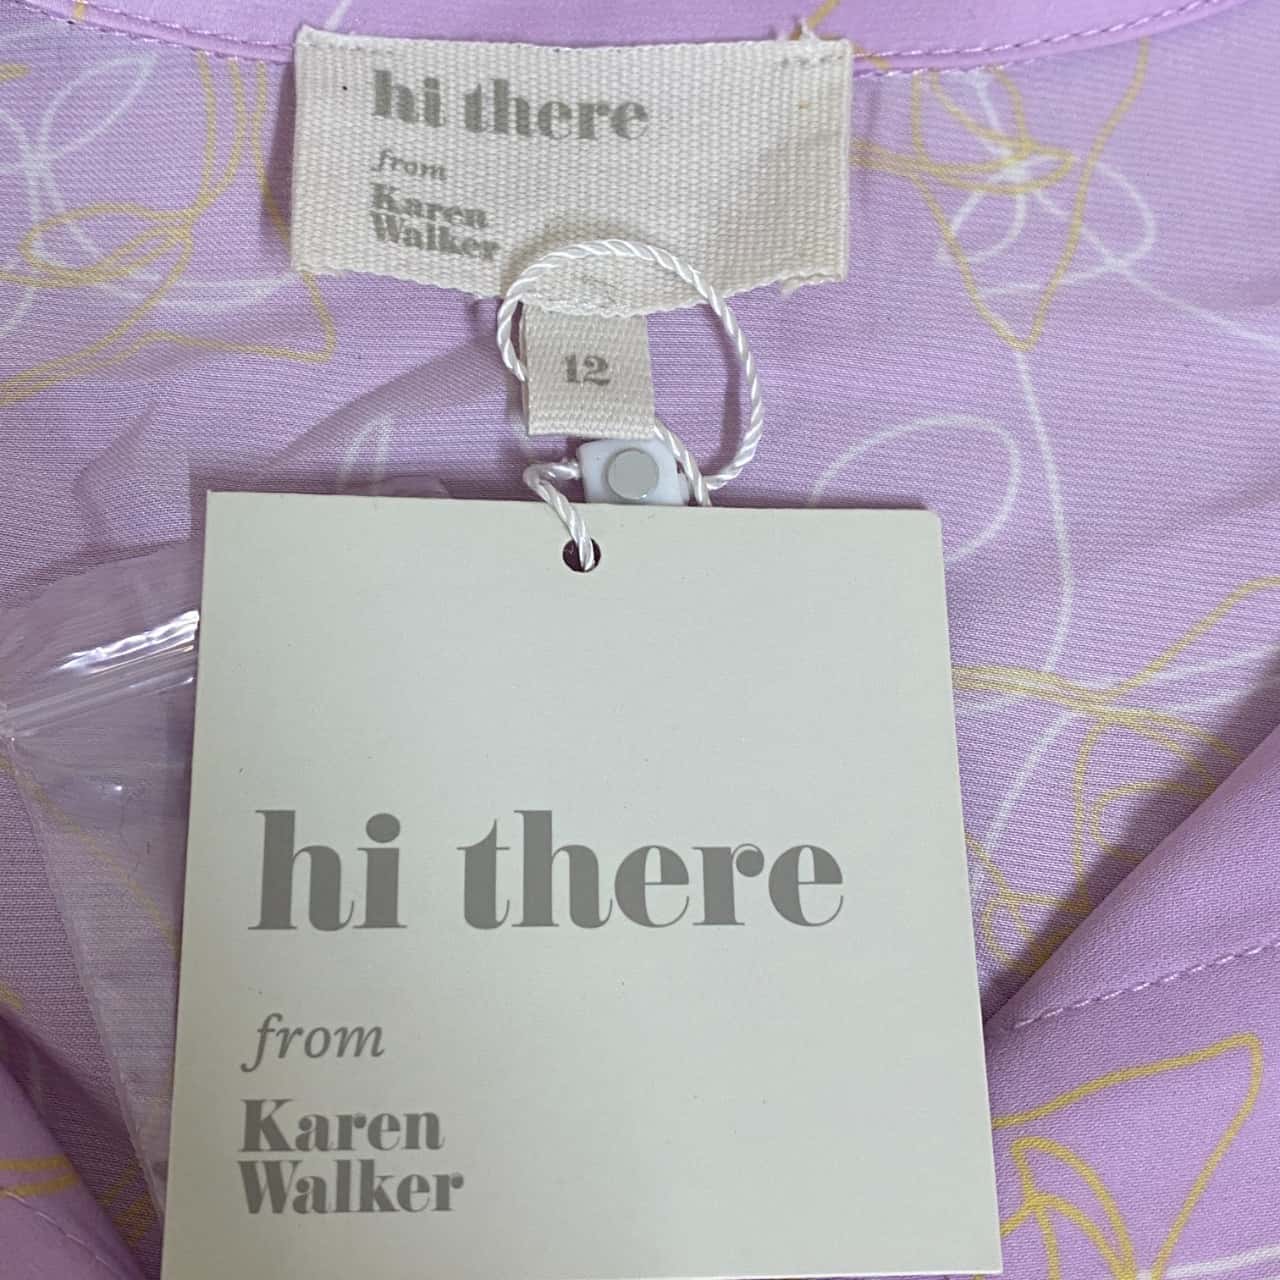 hi there
from
Karen
Walker
12
hi there
from
Karen
Walker